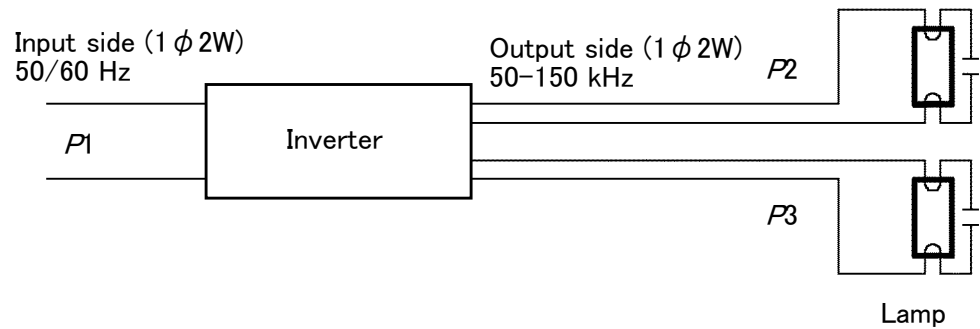 Input side (1φ2W)
50/60 Hz
Output side (1φ2W)
50-150 kHz
P2
P1
Inverter
P3
Lamp